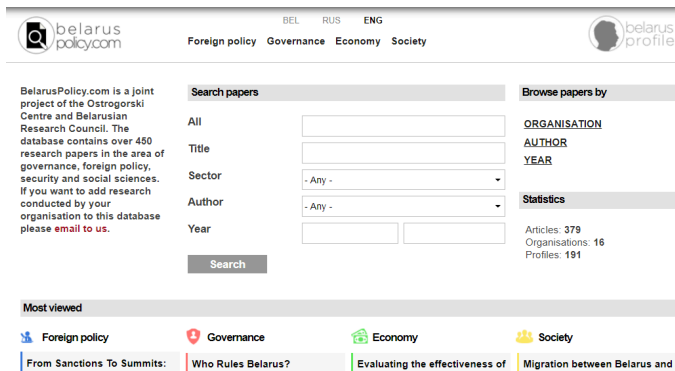 belarus
policy.com
BEL RUS ENG
Foreign policy Governance Economy Society
belarus
profile
BelarusPolicy.com is a joint
project of the Ostrogorski
Centre and Belarusian
Research Council. The
database contains over 450
research papers in the area of
governance, foreign policy,
security and social sciences.
If you want to add research
conducted by your
organisation to this database
please email to us.
Search papers
All
Title
Sector
- Any -
Author
- Any -
Year
Search
Browse papers by
ORGANISATION
AUTHOR
YEAR
Statistics
Articles: 379
Organisations: 16
Profiles: 191
Most viewed
Foreign policy
Governance
Economy
Society
From Sanctions To Summits:
Who Rules Belarus?
Evaluating the effectiveness of
Migration between Belarus and